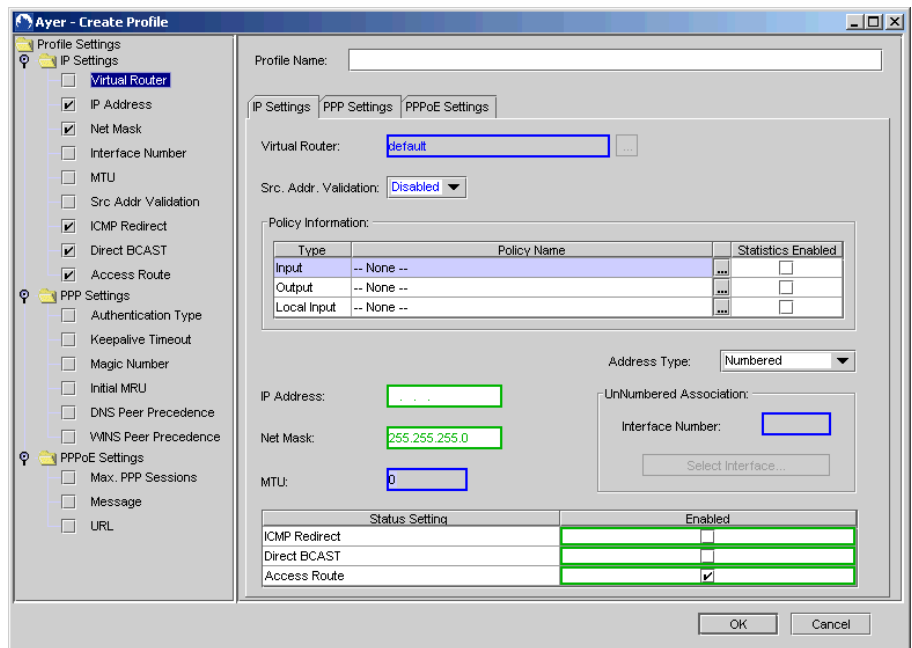 Ayer - Create Profile
Profile Settings
IP Settings
Virtual Router
IP Address
Net Mask
Interface Number
MTU
Src Addr Validation
ICMP Redirect
Direct BCAST
Access Route
PPP Settings
Authentication Type
Keepalive Timeout
Magic Number
Initial MRU
DNS Peer Precedence
WINS Peer Precedence
PPPoE Settings
Max. PPP Sessions
Message
URL
Profile Name:
IP Settings PPP Settings PPPoE Settings
Virtual Router: default ...
Src. Addr. Validation: Disabled
Policy Information:
Type Policy Name Statistics Enabled
Input -- None -- ...
Output -- None -- ...
Local Input -- None -- ...
Address Type: Numbered
IP Address: . . .
UnNumbered Association:
Interface Number:
Net Mask: 255.255.255.0
Select Interface...
MTU: 0
Status Setting Enabled
ICMP Redirect
Direct BCAST
Access Route
OK Cancel